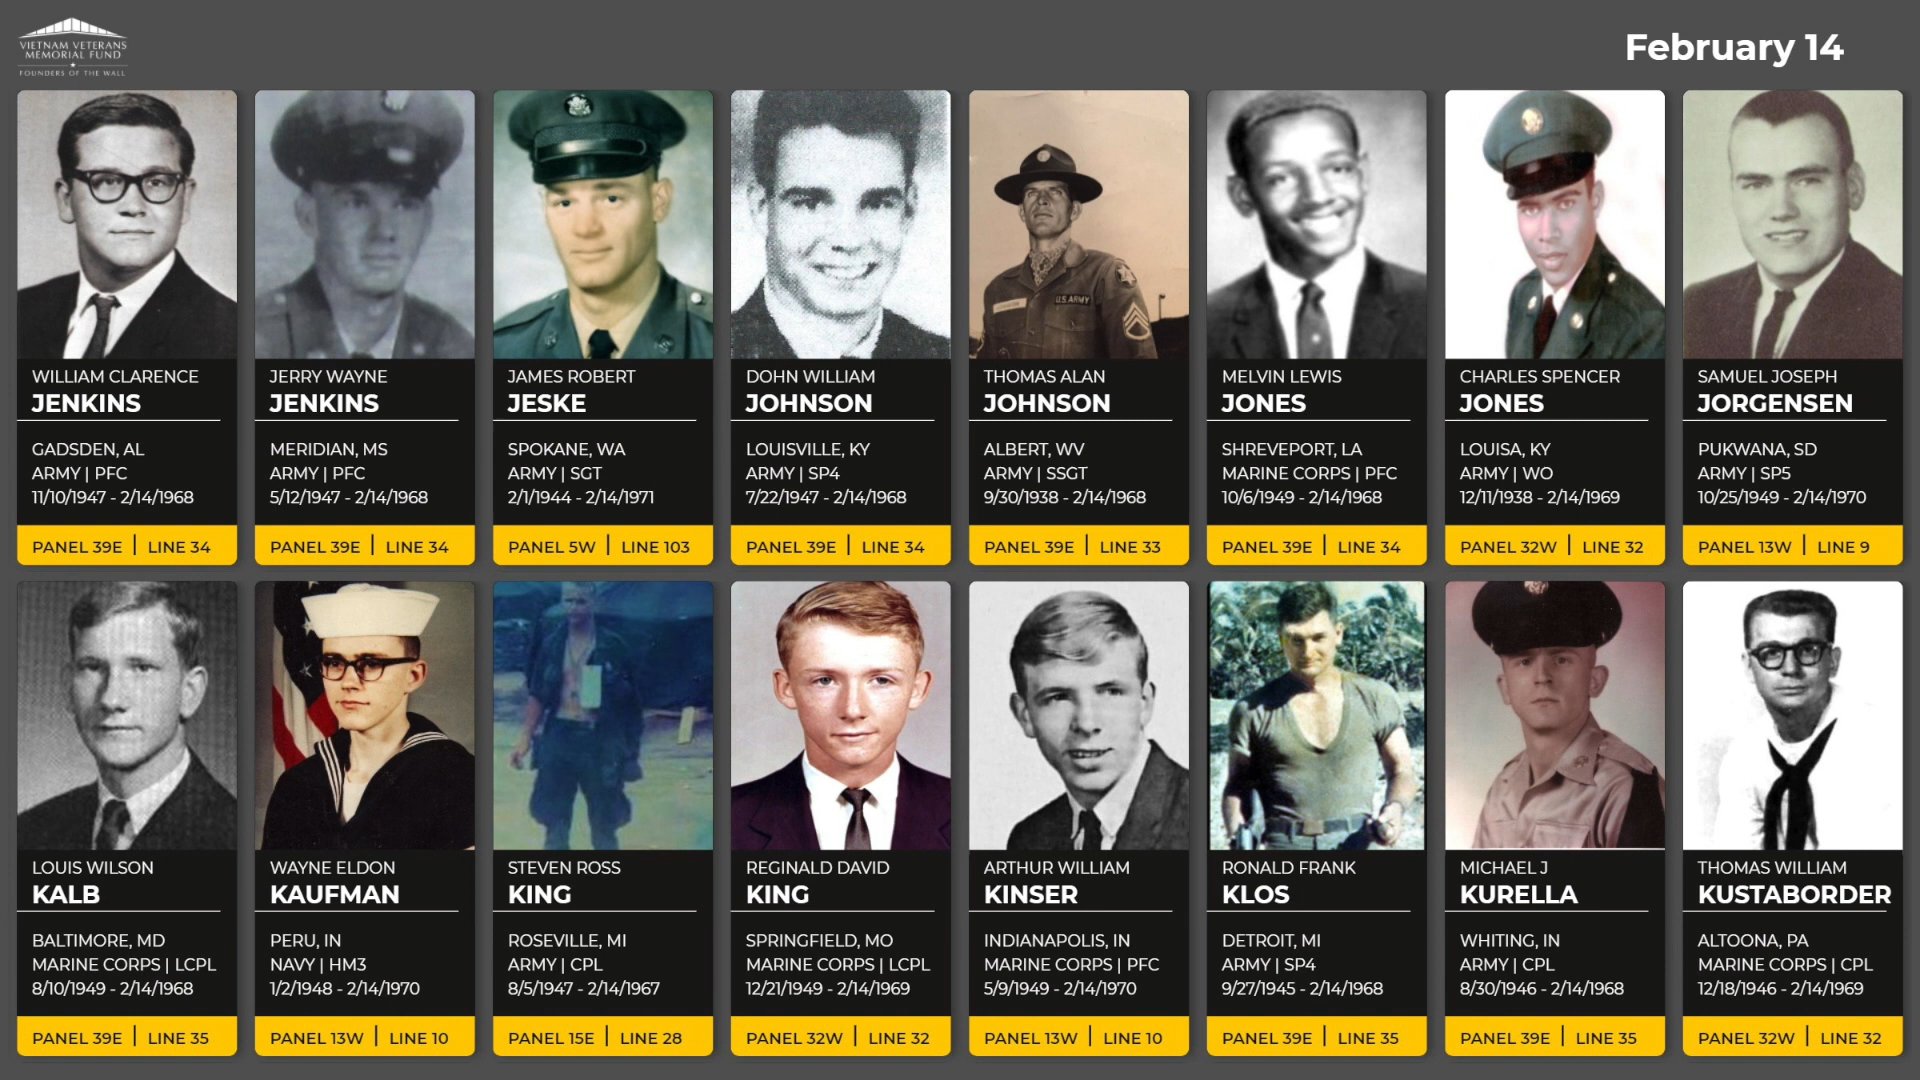 VIETNAM VETERANS
MEMORIAL FUND
FOUNDERS OF THE WALL
February 14
WILLIAM CLARENCE
JENKINS
GADSDEN, AL
ARMY | PFC
11/10/1947 - 2/14/1968
PANEL 39E | LINE 34
JERRY WAYNE
JENKINS
MERIDIAN, MS
ARMY | PFC
5/12/1947 - 2/14/1968
PANEL 39E | LINE 34
JAMES ROBERT
JESKE
SPOKANE, WA
ARMY | SGT
2/1/1944 - 2/14/1971
PANEL 5W | LINE 103
DOHN WILLIAM
JOHNSON
LOUISVILLE, KY
ARMY | SP4
7/22/1947 - 2/14/1968
PANEL 39E | LINE 34
U.S. ARMY
THOMAS ALAN
JOHNSON
ALBERT, WV
ARMY | SSGT
9/30/1938 - 2/14/1968
PANEL 39E | LINE 33
MELVIN LEWIS
JONES
SHREVEPORT, LA
MARINE CORPS | PFC
10/6/1949 - 2/14/1968
PANEL 39E | LINE 34
CHARLES SPENCER
JONES
LOUISA, KY
ARMY | WO
12/11/1938 - 2/14/1969
PANEL 32W | LINE 32
SAMUEL JOSEPH
JORGENSEN
PUKWANA, SD
ARMY | SP5
10/25/1949 - 2/14/1970
PANEL 13W | LINE 9
LOUIS WILSON
KALB
BALTIMORE, MD
MARINE CORPS | LCPL
8/10/1949 - 2/14/1968
PANEL 39E | LINE 35
WAYNE ELDON
KAUFMAN
PERU, IN
NAVY | HM3
1/2/1948 - 2/14/1970
PANEL 13W | LINE 10
STEVEN ROSS
KING
ROSEVILLE, MI
ARMY | CPL
8/5/1947 - 2/14/1967
PANEL 15E | LINE 28
REGINALD DAVID
KING
SPRINGFIELD, MO
MARINE CORPS | LCPL
12/21/1949 - 2/14/1969
PANEL 32W | LINE 32
ARTHUR WILLIAM
KINSER
INDIANAPOLIS, IN
MARINE CORPS | PFC
5/9/1949 - 2/14/1970
PANEL 13W | LINE 10
RONALD FRANK
KLOS
DETROIT, MI
ARMY | SP4
9/27/1945 - 2/14/1968
PANEL 39E | LINE 35
MICHAEL J
KURELLA
WHITING, IN
ARMY | CPL
8/30/1946 - 2/14/1968
PANEL 39E | LINE 35
THOMAS WILLIAM
KUSTABORDER
ALTOONA, PA
MARINE CORPS | CPL
12/18/1946 - 2/14/1969
PANEL 32W | LINE 32